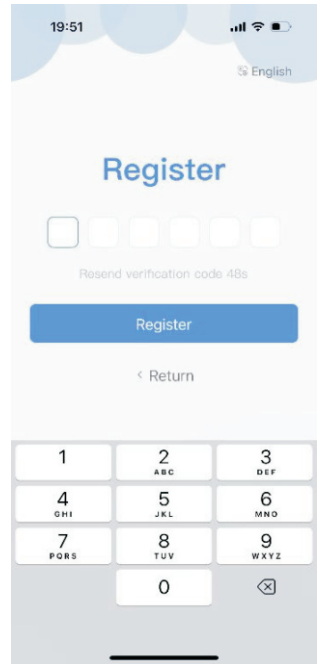 19:51
English
Register
Resend verification code 48s
Register
< Return
1 2 3
ABC DEF
4 5 6
GHI JKL MNO
7 8 9
PQRS TUV WXYZ
0